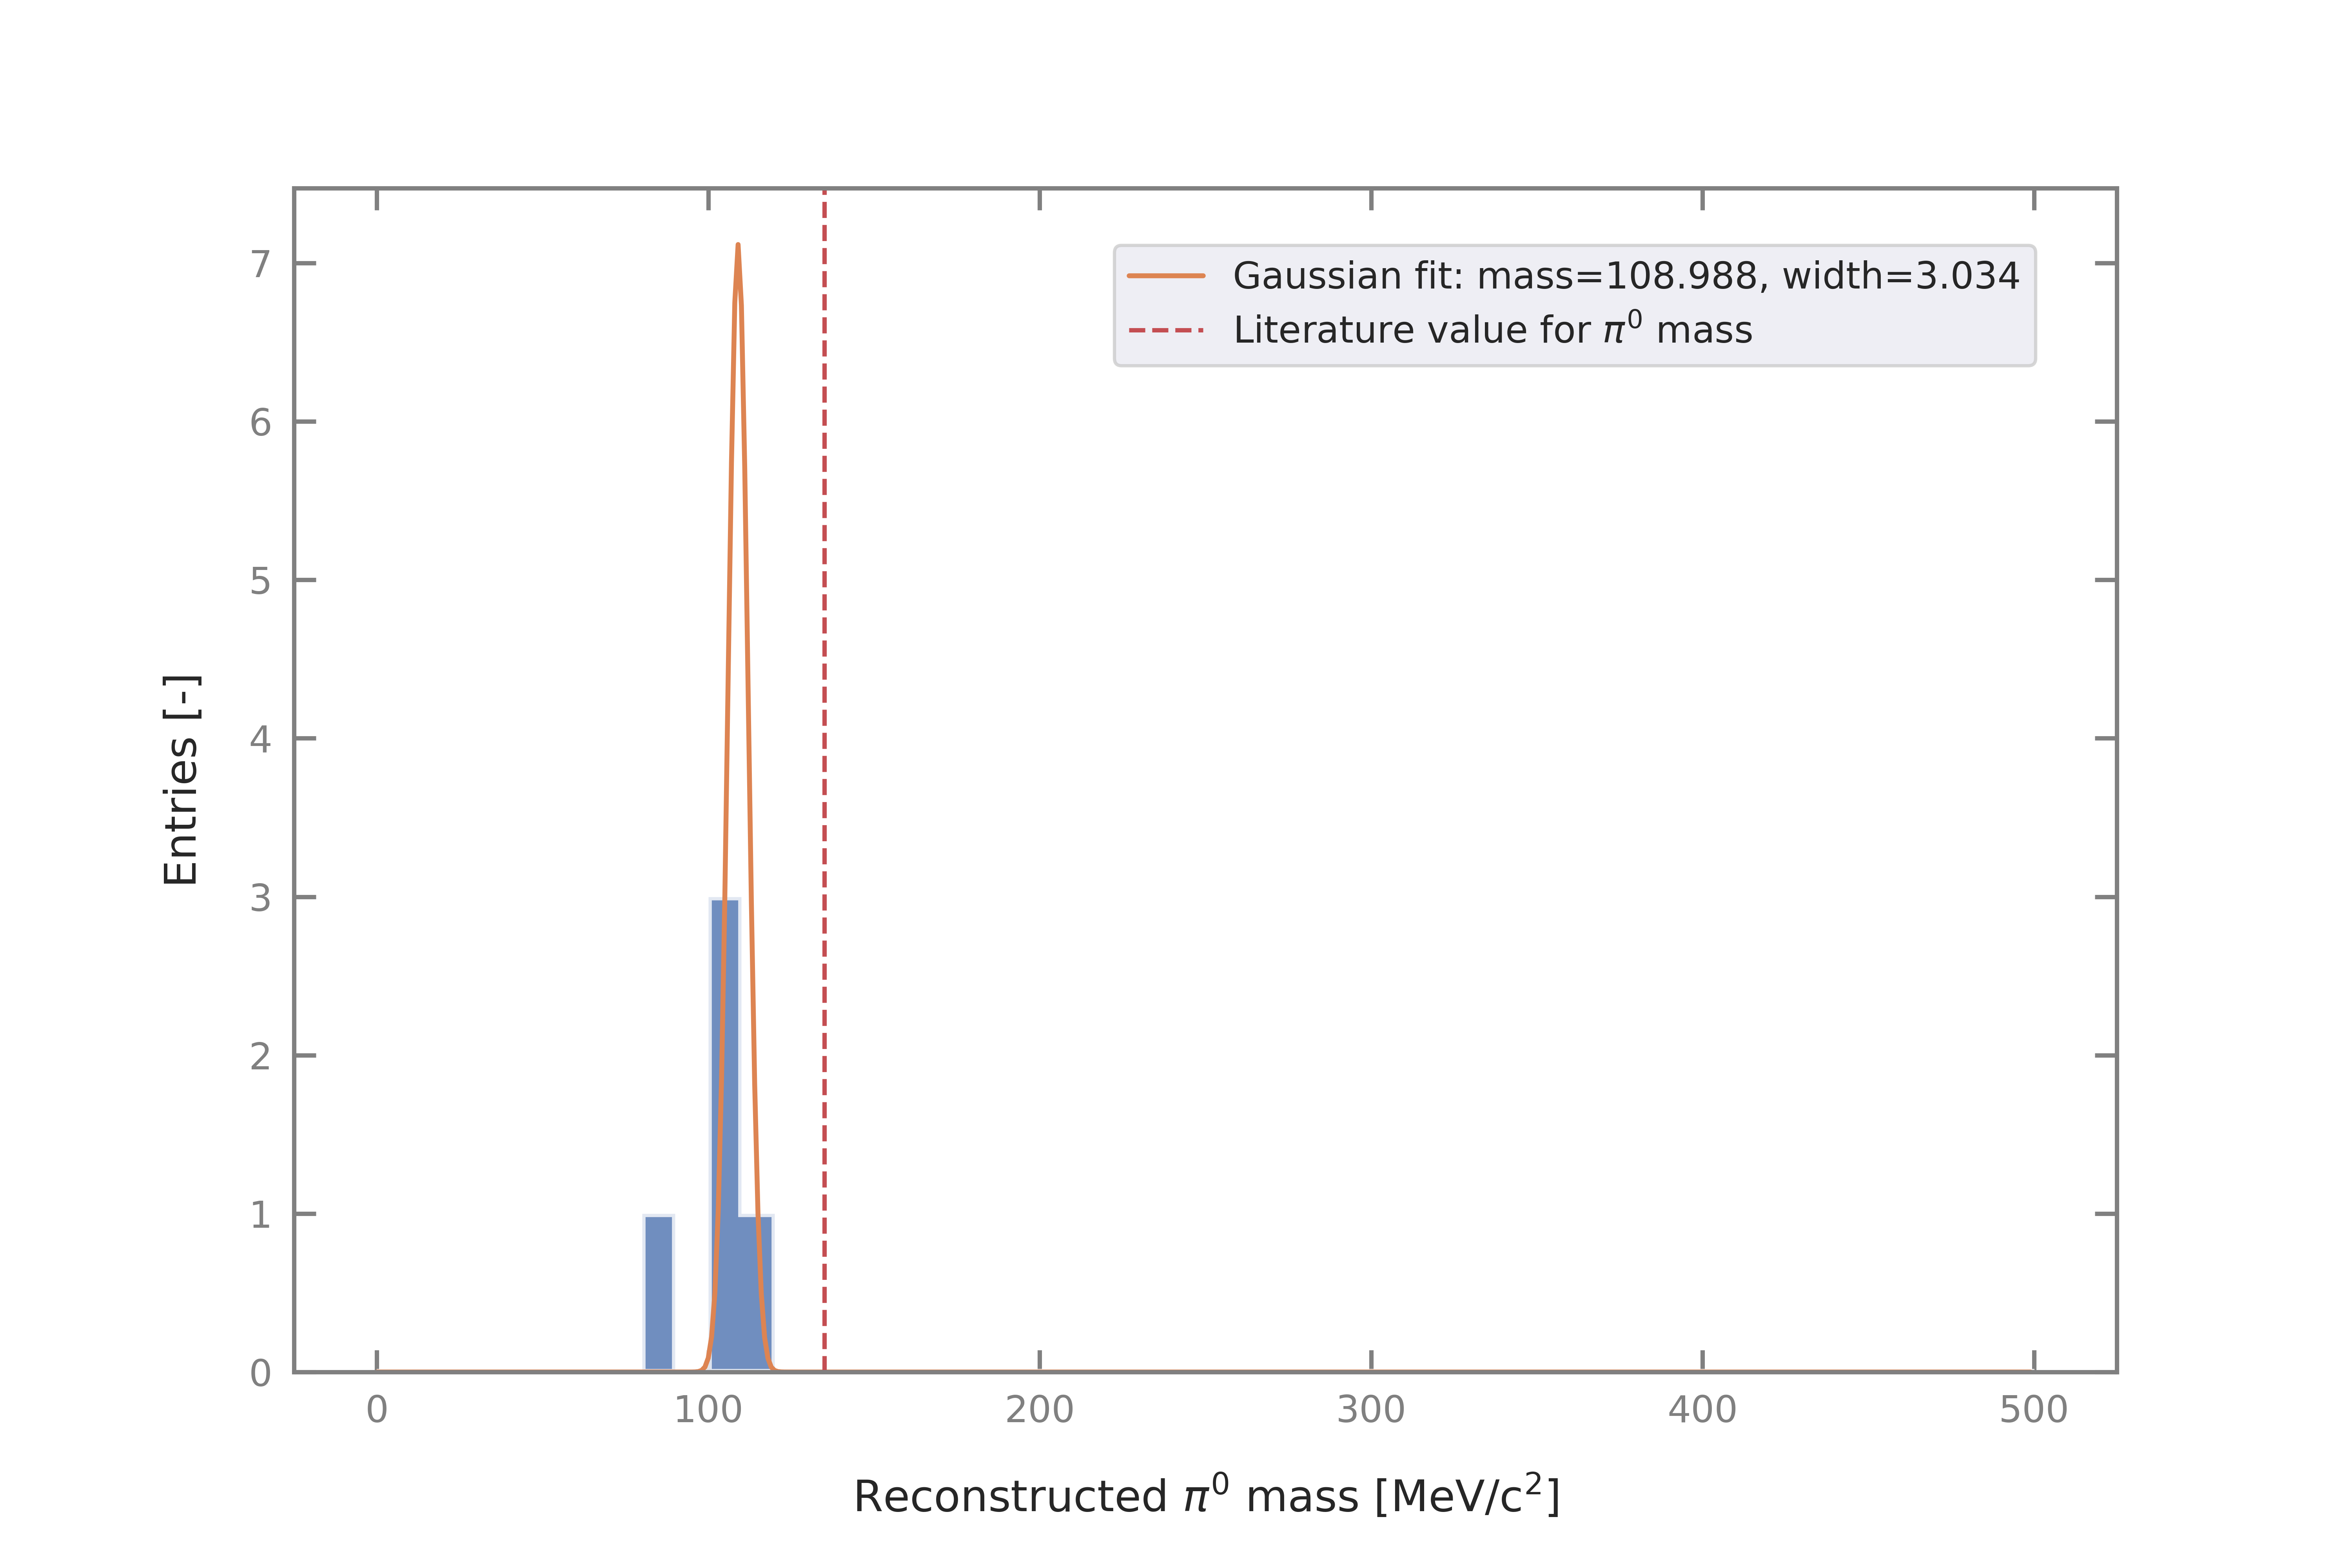 Gaussian fit: mass=108.988, width=3.034
Literature value for π⁰ mass
7
6
5
4
3
2
1
0
Entries [-]
0 100 200 300 400 500
Reconstructed π⁰ mass [MeV/c²]